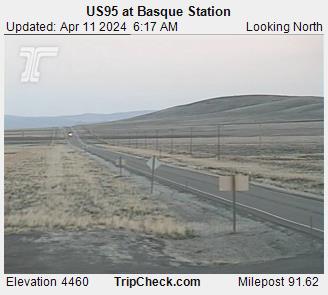 US95 at Basque Station
Updated: Apr 11 2024 6:17 AM Looking North
Elevation 4460 TripCheck.com Milepost 91.62